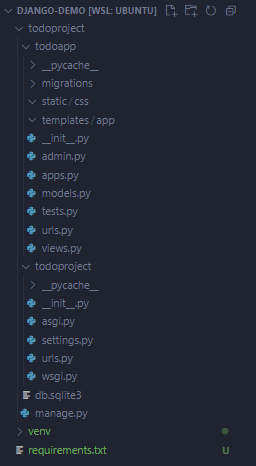 DJANGO-DEMO [WSL: UBUNTU]
todoproject
todoapp
__pycache__
migrations
static / css
templates / app
__init__.py
admin.py
apps.py
models.py
tests.py
urls.py
views.py
todoproject
__pycache__
__init__.py
asgi.py
settings.py
urls.py
wsgi.py
db.sqlite3
manage.py
venv
requirements.txt U